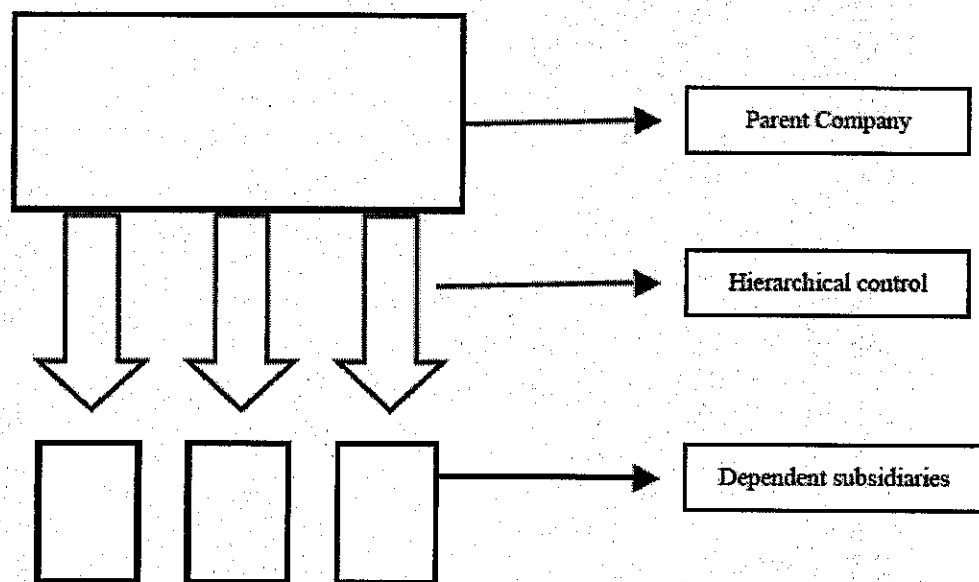 Parent Company
Hierarchical control
Dependent subsidiaries